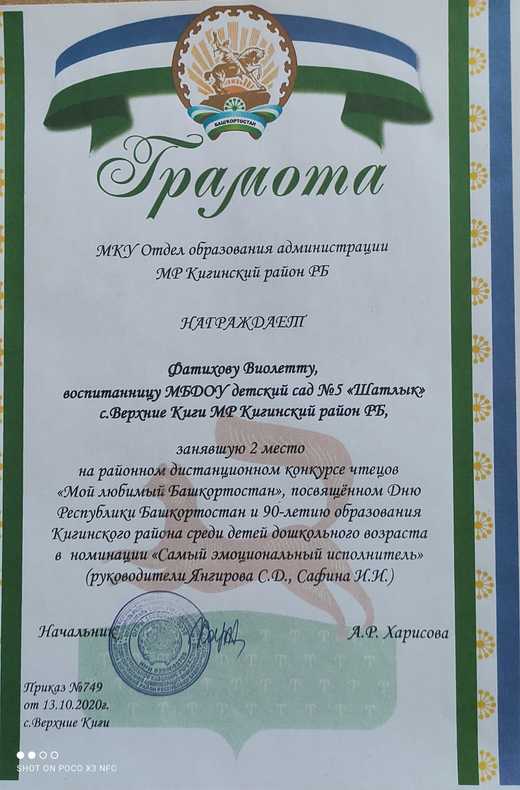 БАШҠОРТОСТАН
Грамота
МКУ Отдел образования администрации
МР Кигинский район РБ
НАГРАЖДАЕТ
Фатихову Виолетту,
воспитанницу МБДОУ детский сад №5 «Шатлык»
с.Верхние Киги МР Кигинский район РБ,
занявшую 2 место
на районном дистанционном конкурсе чтецов
«Мой любимый Башкортостан», посвящённом Дню
Республики Башкортостан и 90-летию образования
Кигинского района среди детей дошкольного возраста
в номинации «Самый эмоциональный исполнитель»
(руководители Янгирова С.Д., Сафина И.И.)
Начальник А.Р. Харисова
Приказ №749
от 13.10.2020г.
с.Верхние Киги
SHOT ON POCO X3 NFC